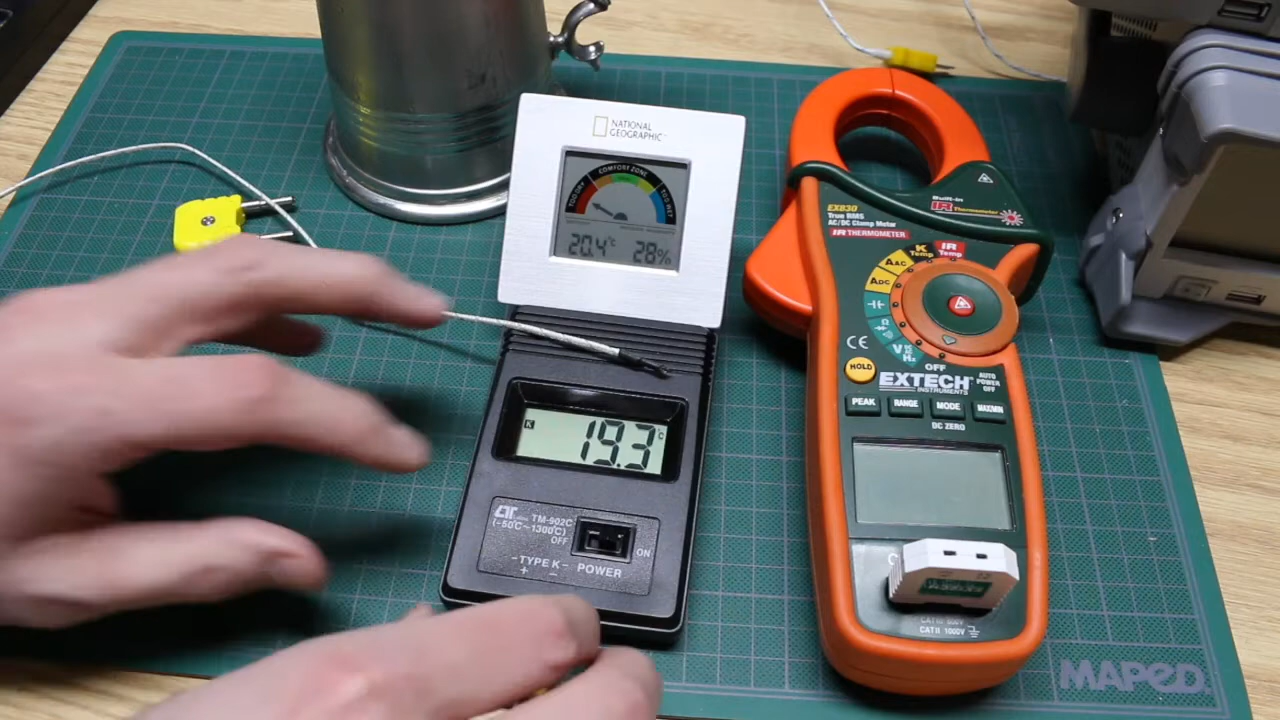 NATIONAL
GEOGRAPHIC
TOO DRY
COMFORT ZONE
TOO WET
20.4°C 28%
K 19.3 °C
TM-902C
(-50°C~1300°C)
OFF
ON
-TYPE K-
+ -
POWER
EX830
True RMS
AC/DC Clamp Meter
IR THERMOMETER
Built-in
IR Thermometer
K
Temp
IR
Temp
A&C
ADC
Ω
V
Hz
OFF
CE
HOLD
EXTECH
INSTRUMENTS
AUTO
POWER
OFF
PEAK
RANGE
MODE
MAX/MIN
DC ZERO
CAT III 600V
CAT II 1000V
MAPED